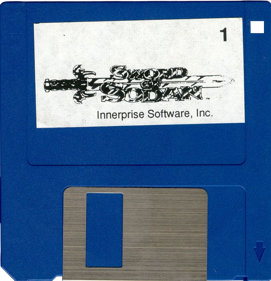 1
SWORD
of
SODAN
Innerprise Software, Inc.